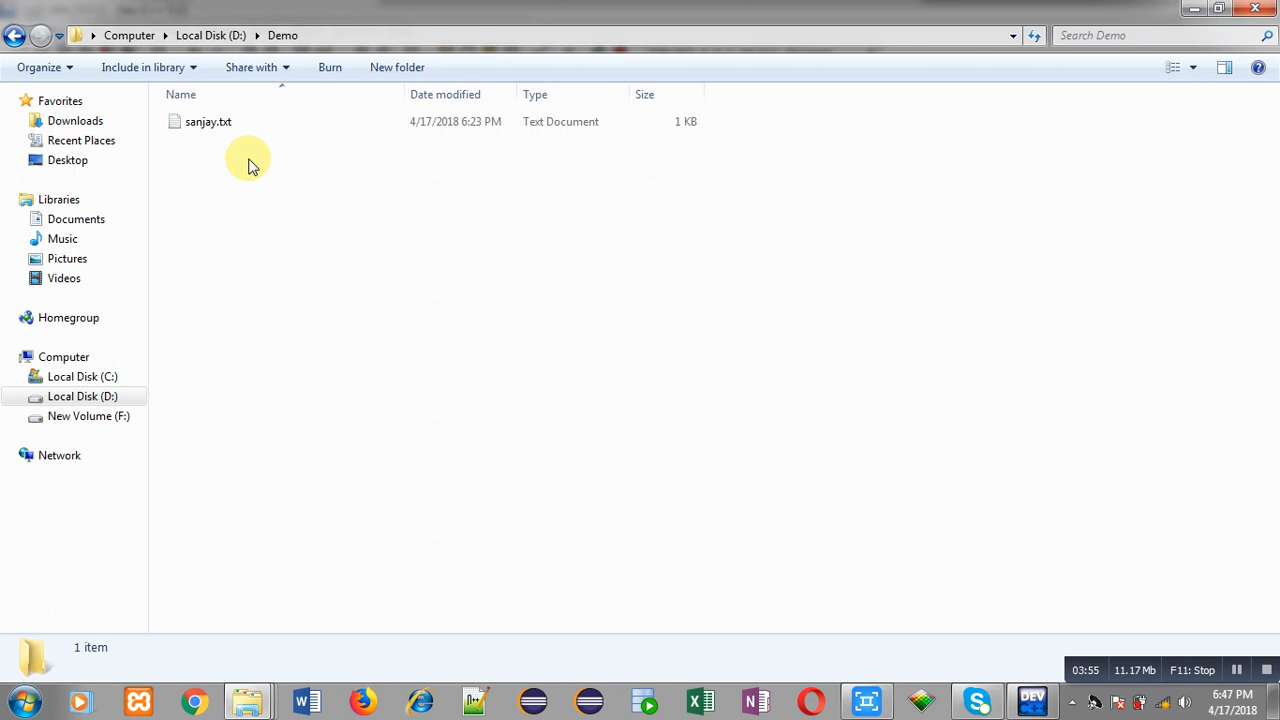 Computer Local Disk (D:) Demo Search Demo
Organize Include in library Share with Burn New folder
Name Date modified Type Size
sanjay.txt 4/17/2018 6:23 PM Text Document 1 KB
Favorites
Downloads
Recent Places
Desktop
Libraries
Documents
Music
Pictures
Videos
Homegroup
Computer
Local Disk (C:)
Local Disk (D:)
New Volume (F:)
Network
1 item
03:55 11.17 Mb F11: Stop
DEV
6:47 PM
4/17/2018